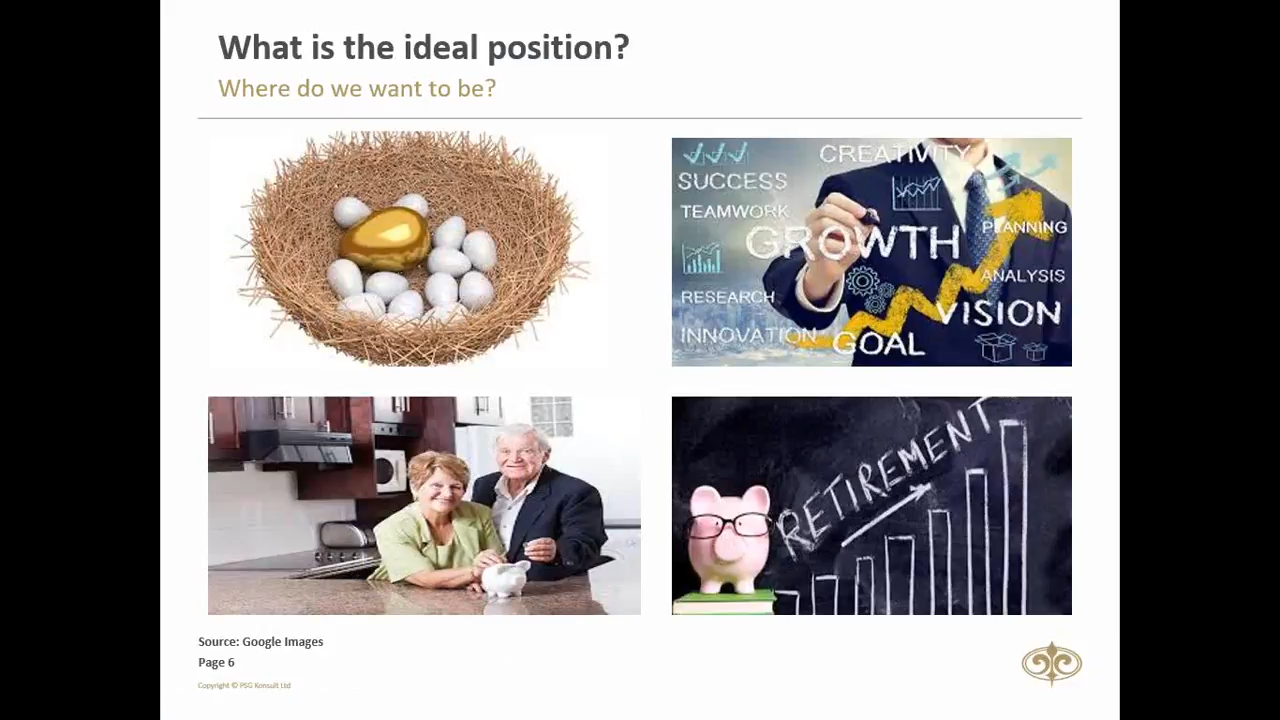 What is the ideal position?
Where do we want to be?
CREATIVITY
SUCCESS
TEAMWORK
PLANNING
GROWTH
ANALYSIS
RESEARCH
VISION
INNOVATION
GOAL
RETIREMENT
Source: Google Images
Page 6
Copyright © PSG Konsult Ltd